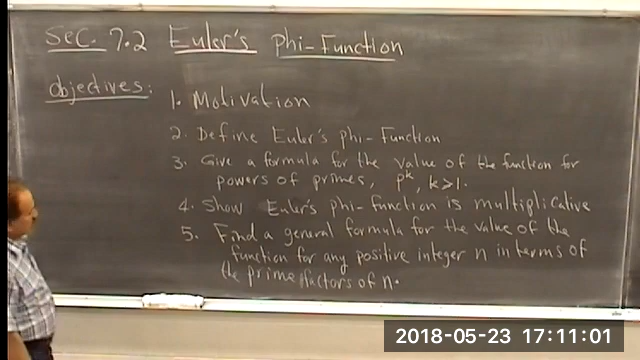 Sec. 7.2 Euler's phi-Function
Objectives:
1. Motivation
2. Define Euler's phi-Function
3. Give a formula for the value of the function for
powers of primes, p^k, k>1.
4. Show Euler's phi-function is multiplicative
5. Find a general formula for the value of the
function for any positive integer n in terms of
the prime factors of n.
2018-05-23 17:11:01